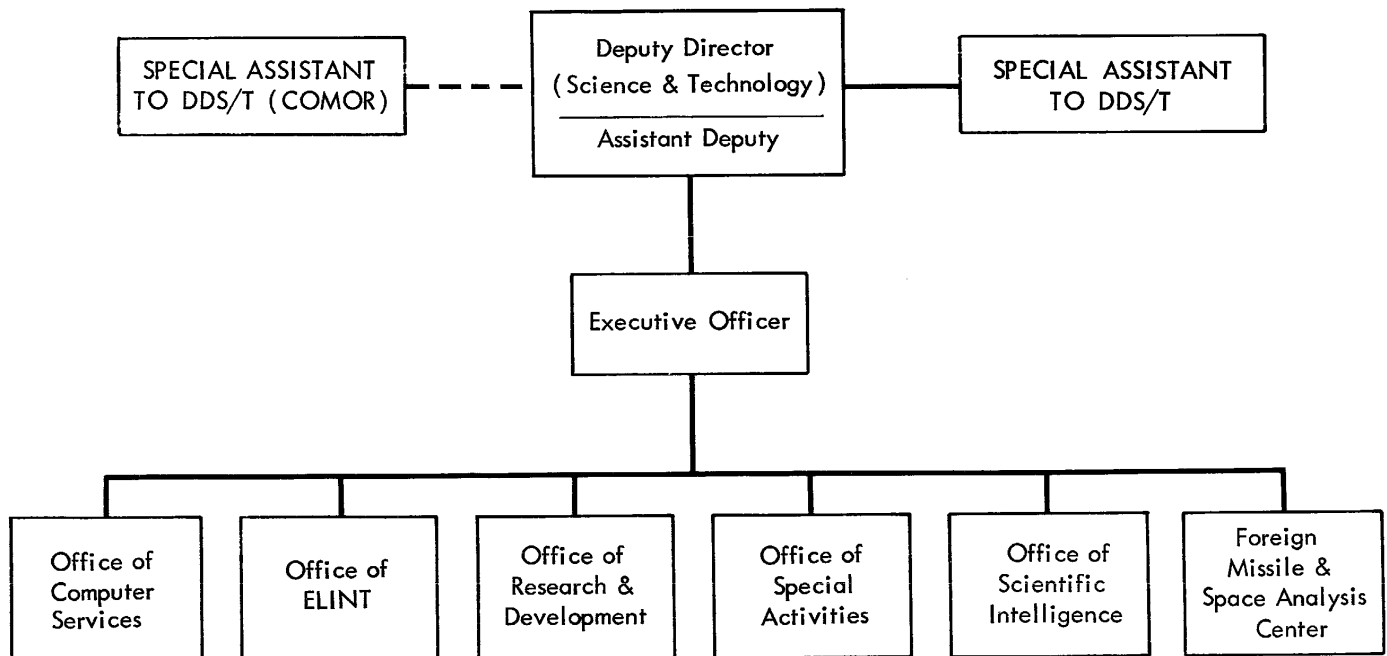 SPECIAL ASSISTANT
TO DDS/T (COMOR)
Deputy Director
(Science & Technology)
Assistant Deputy
SPECIAL ASSISTANT
TO DDS/T
Executive Officer
Office of
Computer
Services
Office of
ELINT
Office of
Research &
Development
Office of
Special
Activities
Office of
Scientific
Intelligence
Foreign
Missile &
Space Analysis
Center